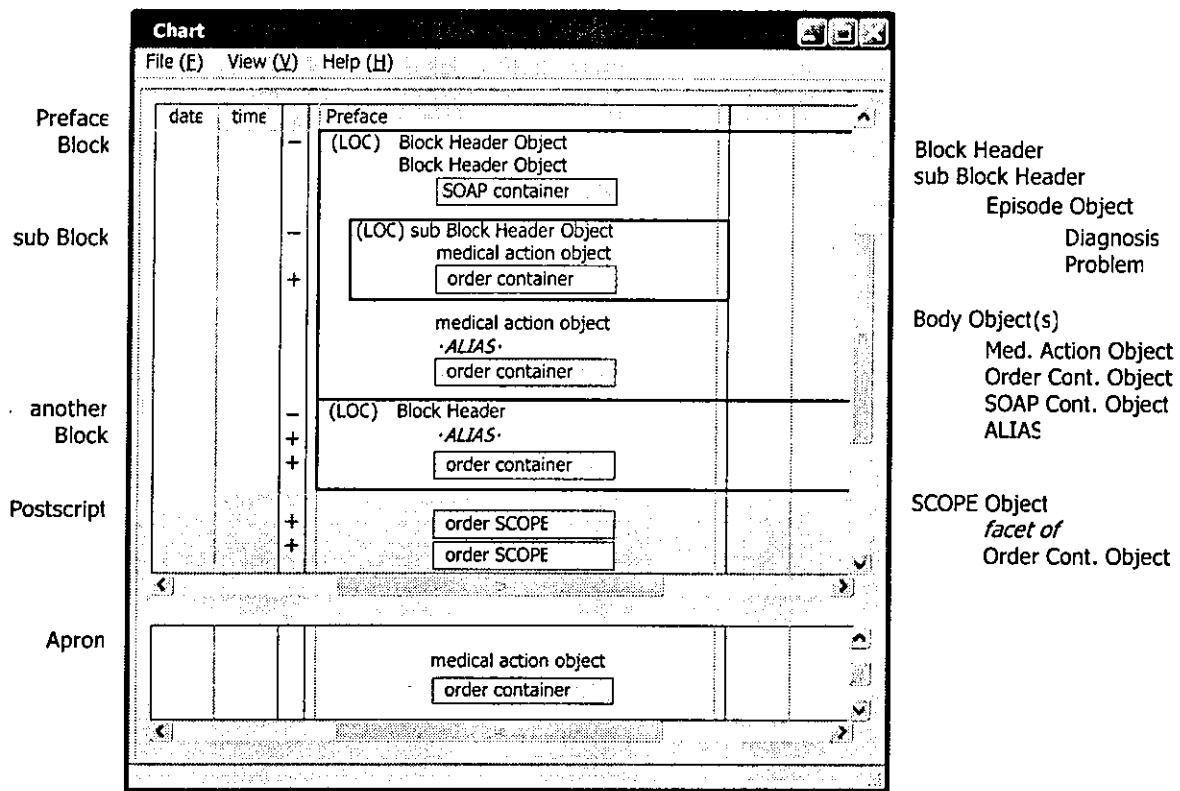 Chart
File (F) View (V) Help (H)
Preface
Block
date time Preface
− (LOC) Block Header Object
Block Header Object
SOAP container
sub Block
− (LOC) sub Block Header Object
medical action object
+ order container
medical action object
·ALIAS·
order container
another
Block
− (LOC) Block Header
+ ·ALIAS·
+ order container
Postscript
+ order SCOPE
+ order SCOPE
Apron
medical action object
order container
Block Header
sub Block Header
Episode Object
Diagnosis
Problem
Body Object(s)
Med. Action Object
Order Cont. Object
SOAP Cont. Object
ALIAS
SCOPE Object
facet of
Order Cont. Object